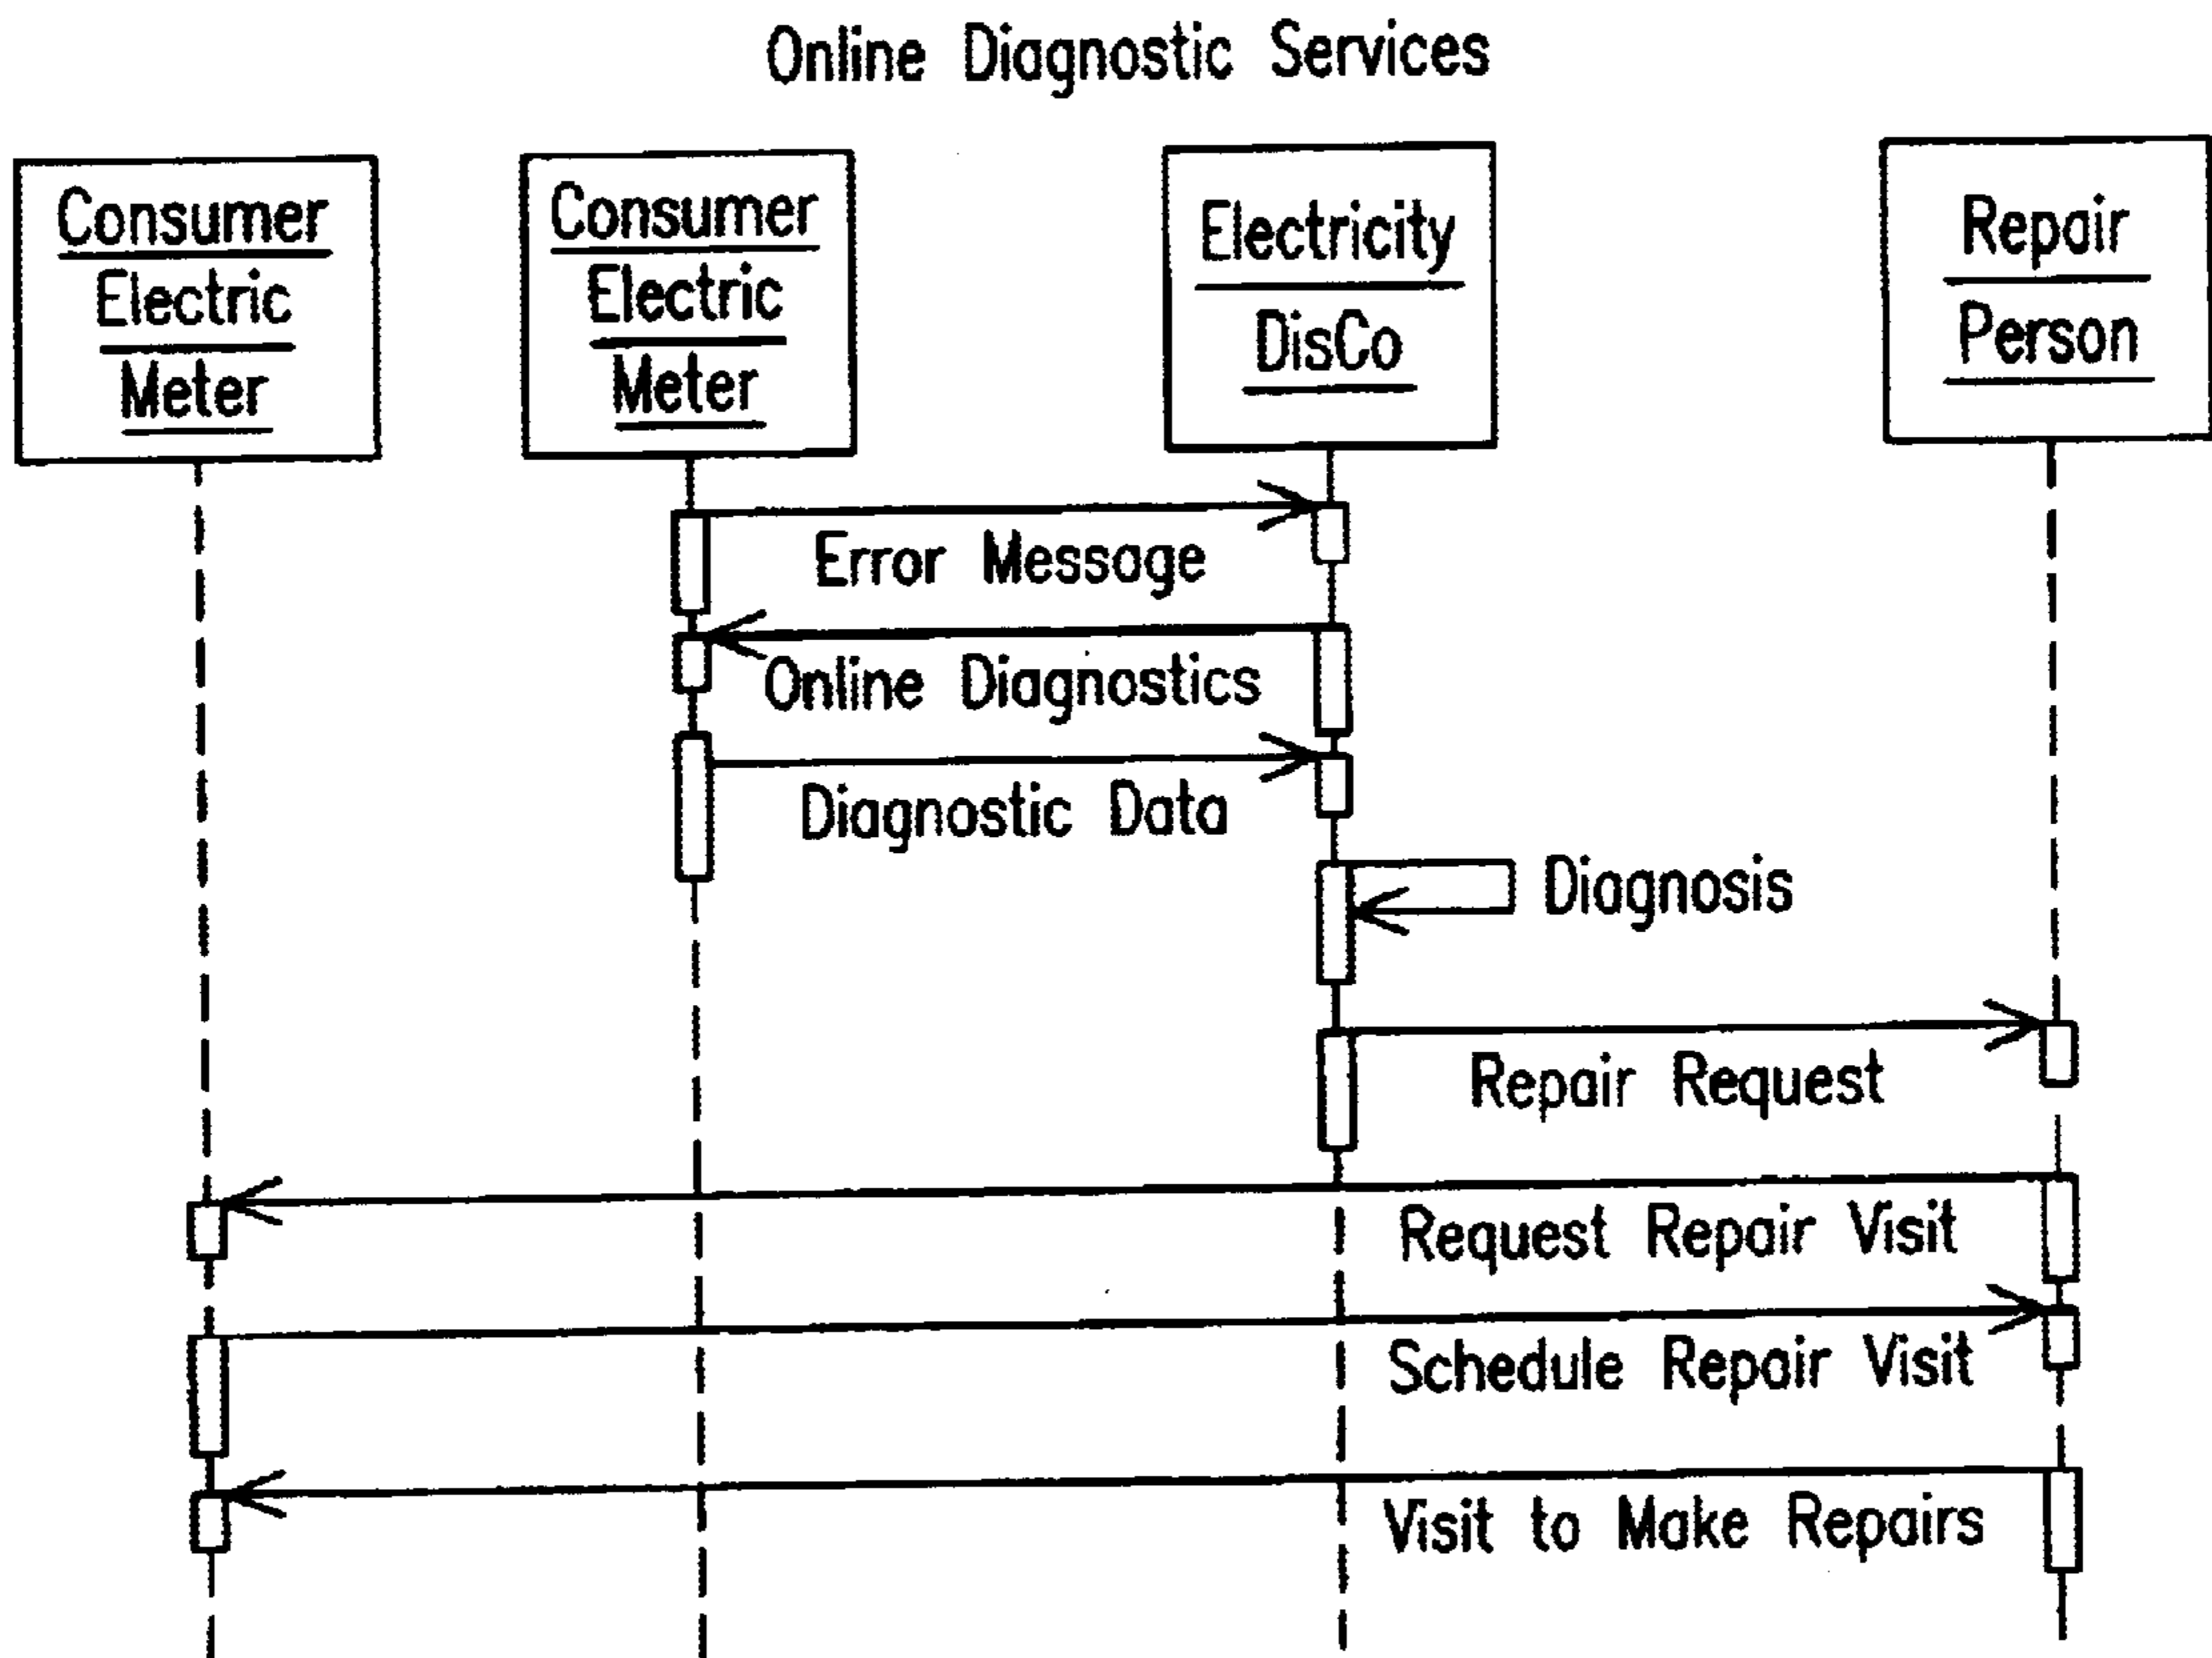 Online Diagnostic Services
Consumer
Electric
Meter
Consumer
Electric
Meter
Electricity
DisCo
Repair
Person
Error Message
Online Diagnostics
Diagnostic Data
Diagnosis
Repair Request
Request Repair Visit
Schedule Repair Visit
Visit to Make Repairs